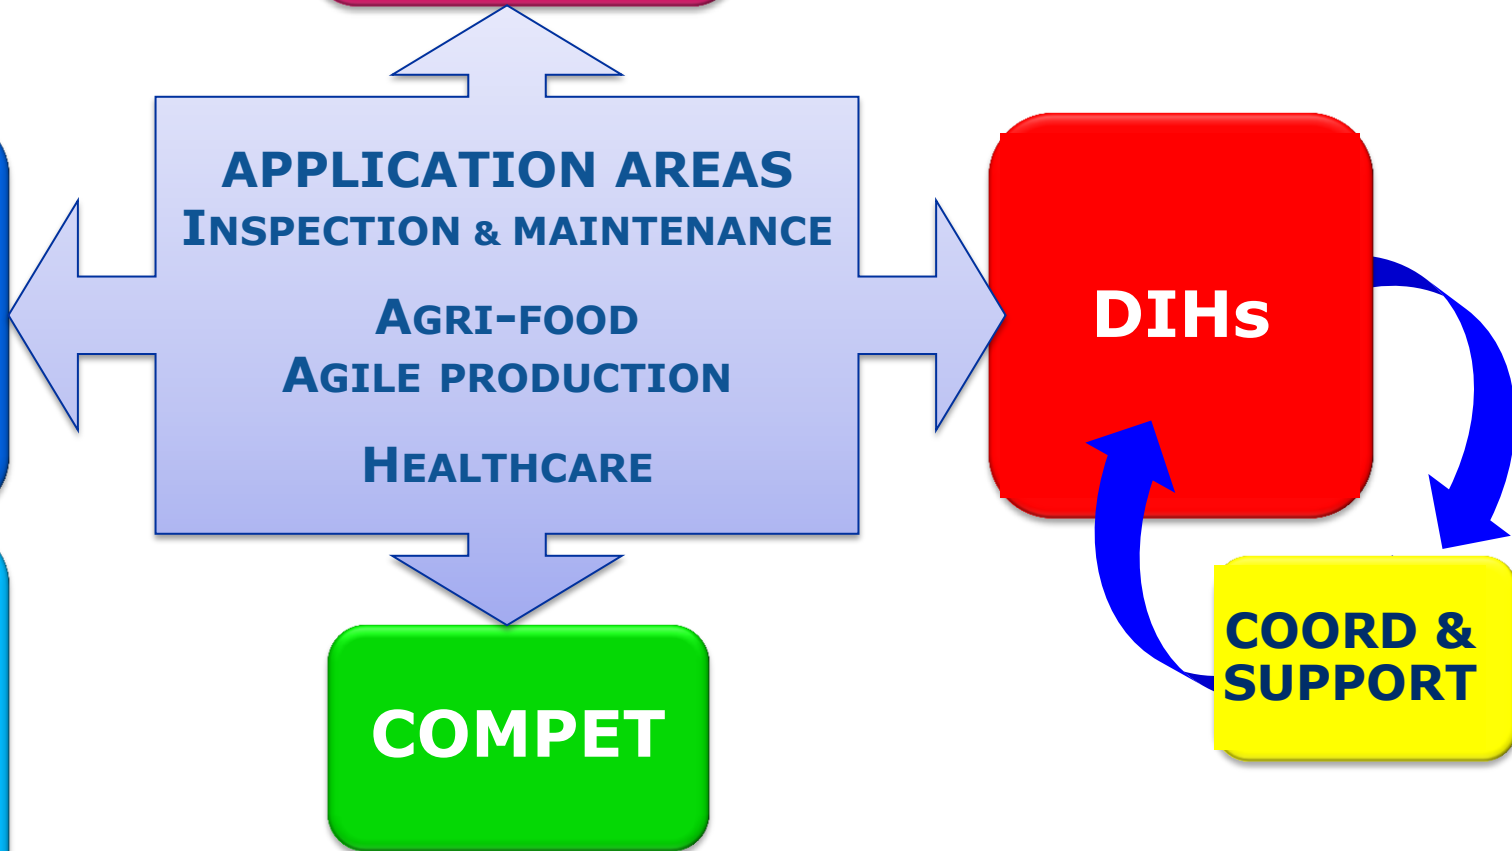 APPLICATION AREAS
INSPECTION & MAINTENANCE
AGRI-FOOD
AGILE PRODUCTION
HEALTHCARE
DIHs
COORD &
SUPPORT
COMPET